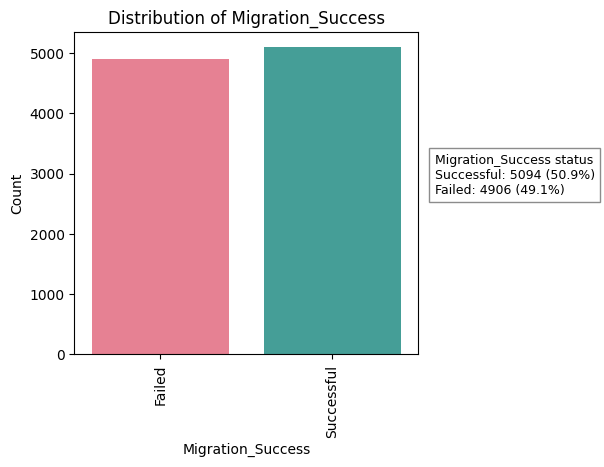 Distribution of Migration_Success
5000
4000
3000
2000
1000
0
Count
Failed
Successful
Migration_Success
Migration_Success status
Successful: 5094 (50.9%)
Failed: 4906 (49.1%)